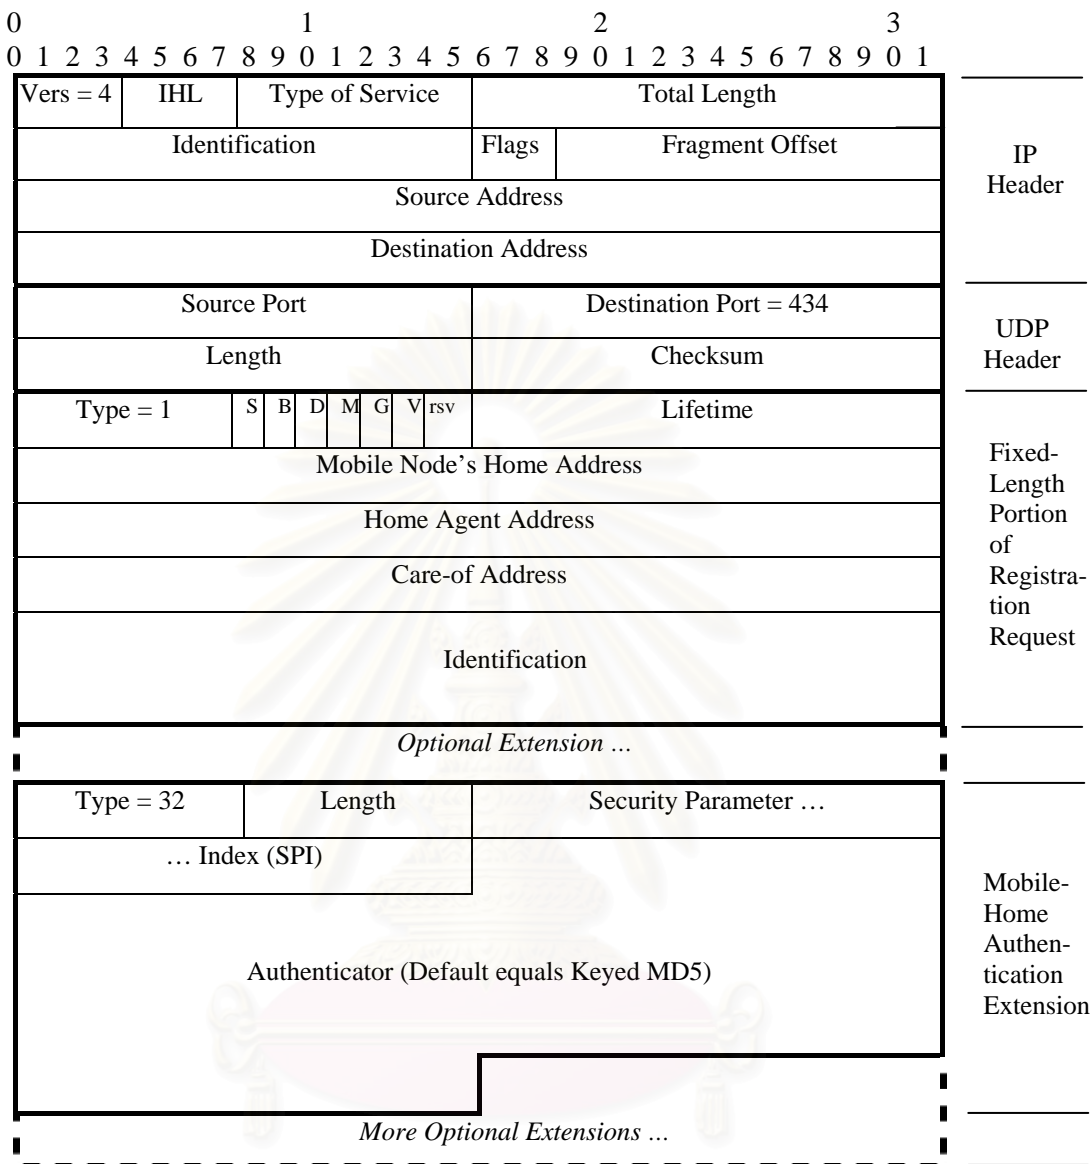 0 1 2 3
0 1 2 3 4 5 6 7 8 9 0 1 2 3 4 5 6 7 8 9 0 1 2 3 4 5 6 7 8 9 0 1
Vers = 4 IHL Type of Service Total Length
Identification Flags Fragment Offset
Source Address
Destination Address
IP
Header
Source Port Destination Port = 434
Length Checksum
UDP
Header
Type = 1 S B D M G V rsv Lifetime
Mobile Node’s Home Address
Home Agent Address
Care-of Address
Identification
Fixed-
Length
Portion
of
Registra-
tion
Request
Optional Extension …
Type = 32 Length Security Parameter …
… Index (SPI)
Authenticator (Default equals Keyed MD5)
Mobile-
Home
Authen-
tication
Extension
More Optional Extensions …